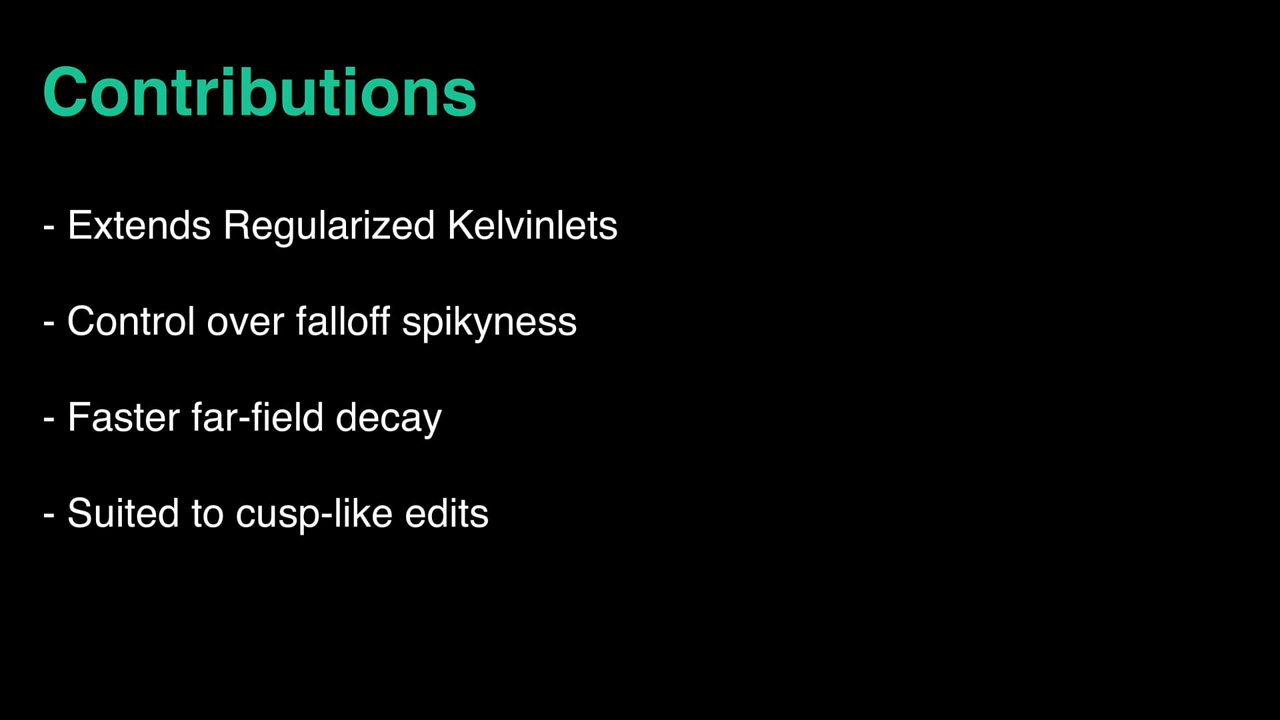 Contributions
- Extends Regularized Kelvinlets
- Control over falloff spikyness
- Faster far-field decay
- Suited to cusp-like edits